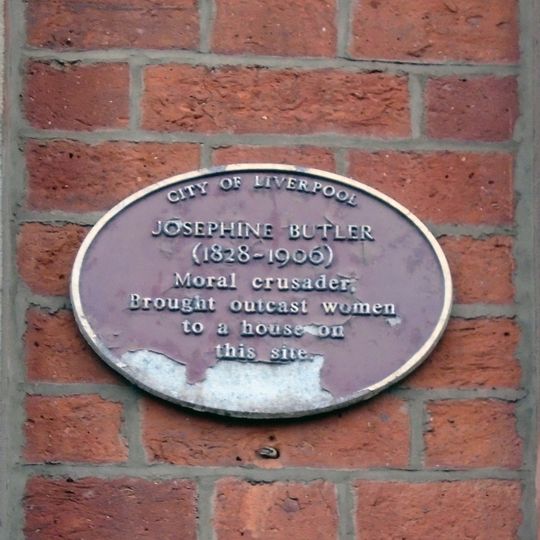 CITY OF LIVERPOOL
JOSEPHINE BUTLER
(1828-1906)
Moral crusader.
Brought outcast women
to a house on
this site.